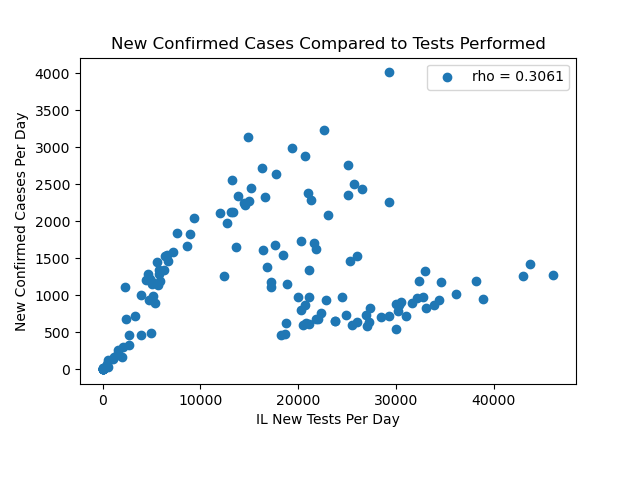 New Confirmed Cases Compared to Tests Performed
rho = 0.3061
New Confirmed Caeses Per Day
4000
3500
3000
2500
2000
1500
1000
500
0
0 10000 20000 30000 40000
IL New Tests Per Day